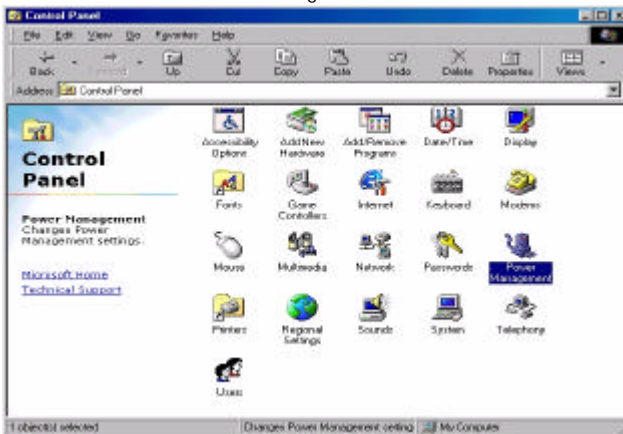 Control Panel
File Edit View Go Favorites Help
Back Forward Up Cut Copy Paste Undo Delete Properties Views
Address Control Panel
Control
Panel
Power Management
Changes Power
Management settings.
Microsoft Home
Technical Support
Accessibility
Options
Add New
Hardware
Add/Remove
Programs
Date/Time
Display
Fonts
Game
Controllers
Internet
Keyboard
Modems
Mouse
Multimedia
Network
Passwords
Power
Management
Printers
Regional
Settings
Sounds
System
Telephony
Users
1 object(s) selected
Changes Power Management setting
My Computer